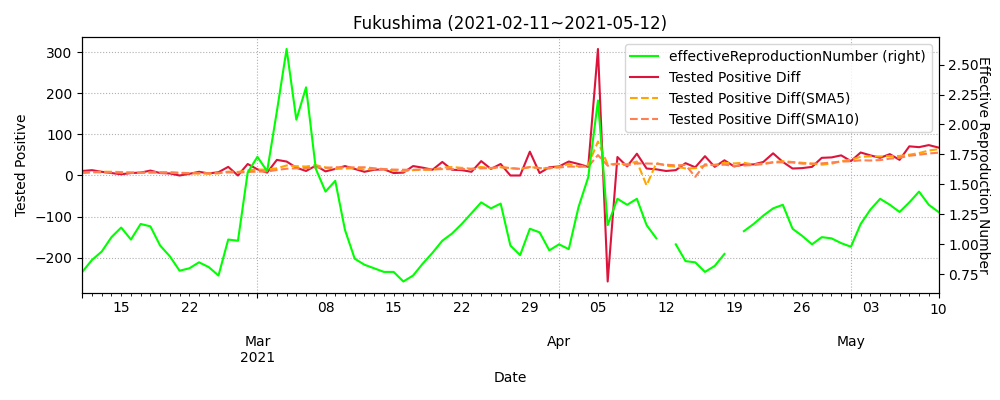 Fukushima (2021-02-11~2021-05-12)
effectiveReproductionNumber (right)
Tested Positive Diff
Tested Positive Diff(SMA5)
Tested Positive Diff(SMA10)
Tested Positive
300
200
100
0
−100
−200
2.50
2.25
2.00
1.75
1.50
1.25
1.00
0.75
Effective Reproduction Number
15 22 08 15 22 29 05 12 19 26 03 10
Mar Apr May
2021
Date